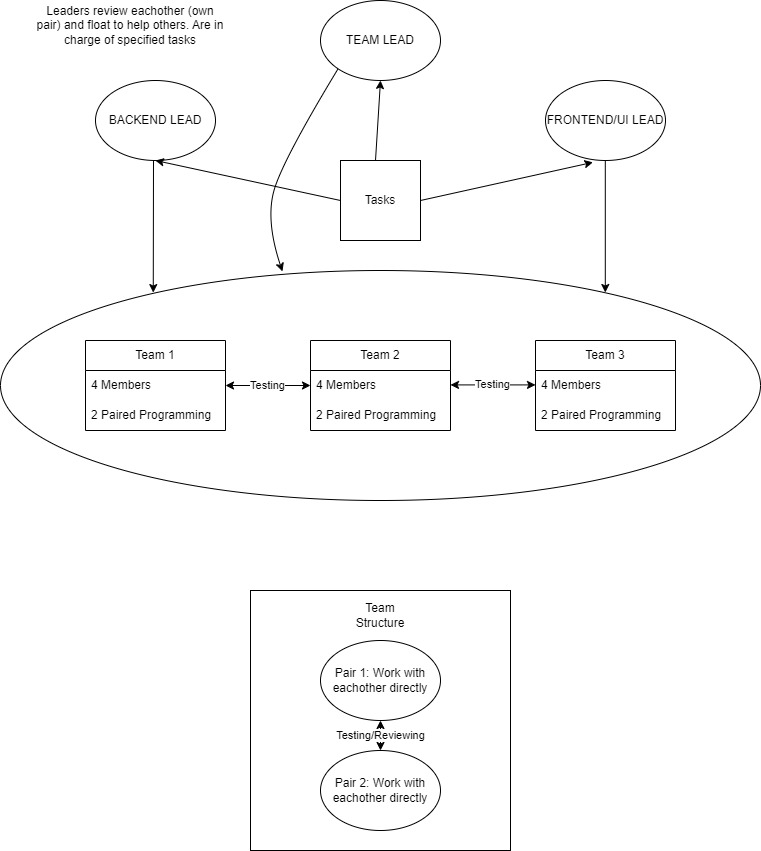 Leaders review eachother (own
pair) and float to help others. Are in
charge of specified tasks
TEAM LEAD
BACKEND LEAD
FRONTEND/UI LEAD
Tasks
Team 1
4 Members
2 Paired Programming
Testing
Team 2
4 Members
2 Paired Programming
Testing
Team 3
4 Members
2 Paired Programming
Team
Structure
Pair 1: Work with
eachother directly
Testing/Reviewing
Pair 2: Work with
eachother directly